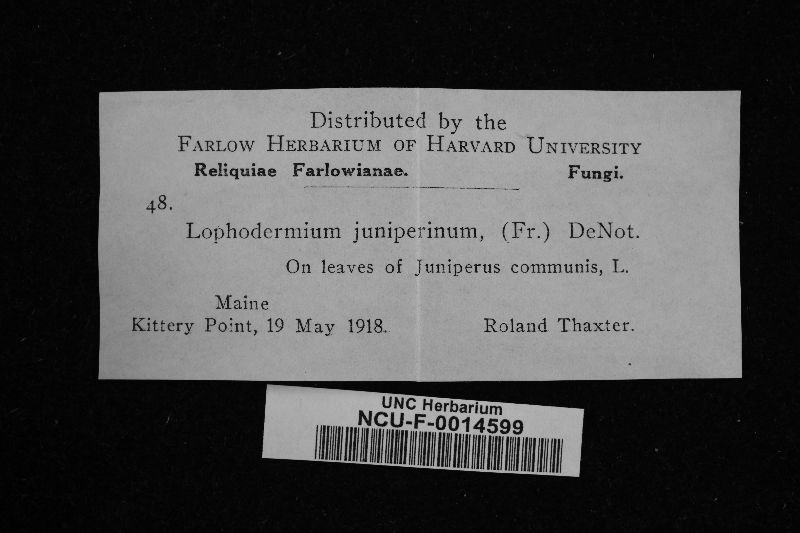 Distributed by the
FARLOW HERBARIUM OF HARVARD UNIVERSITY
Reliquiae Farlowianae. Fungi.
48.
Lophodermium juniperinum, (Fr.) DeNot.
On leaves of Juniperus communis, L.
Maine
Kittery Point, 19 May 1918. Roland Thaxter.
UNC Herbarium
NCU-F-0014599